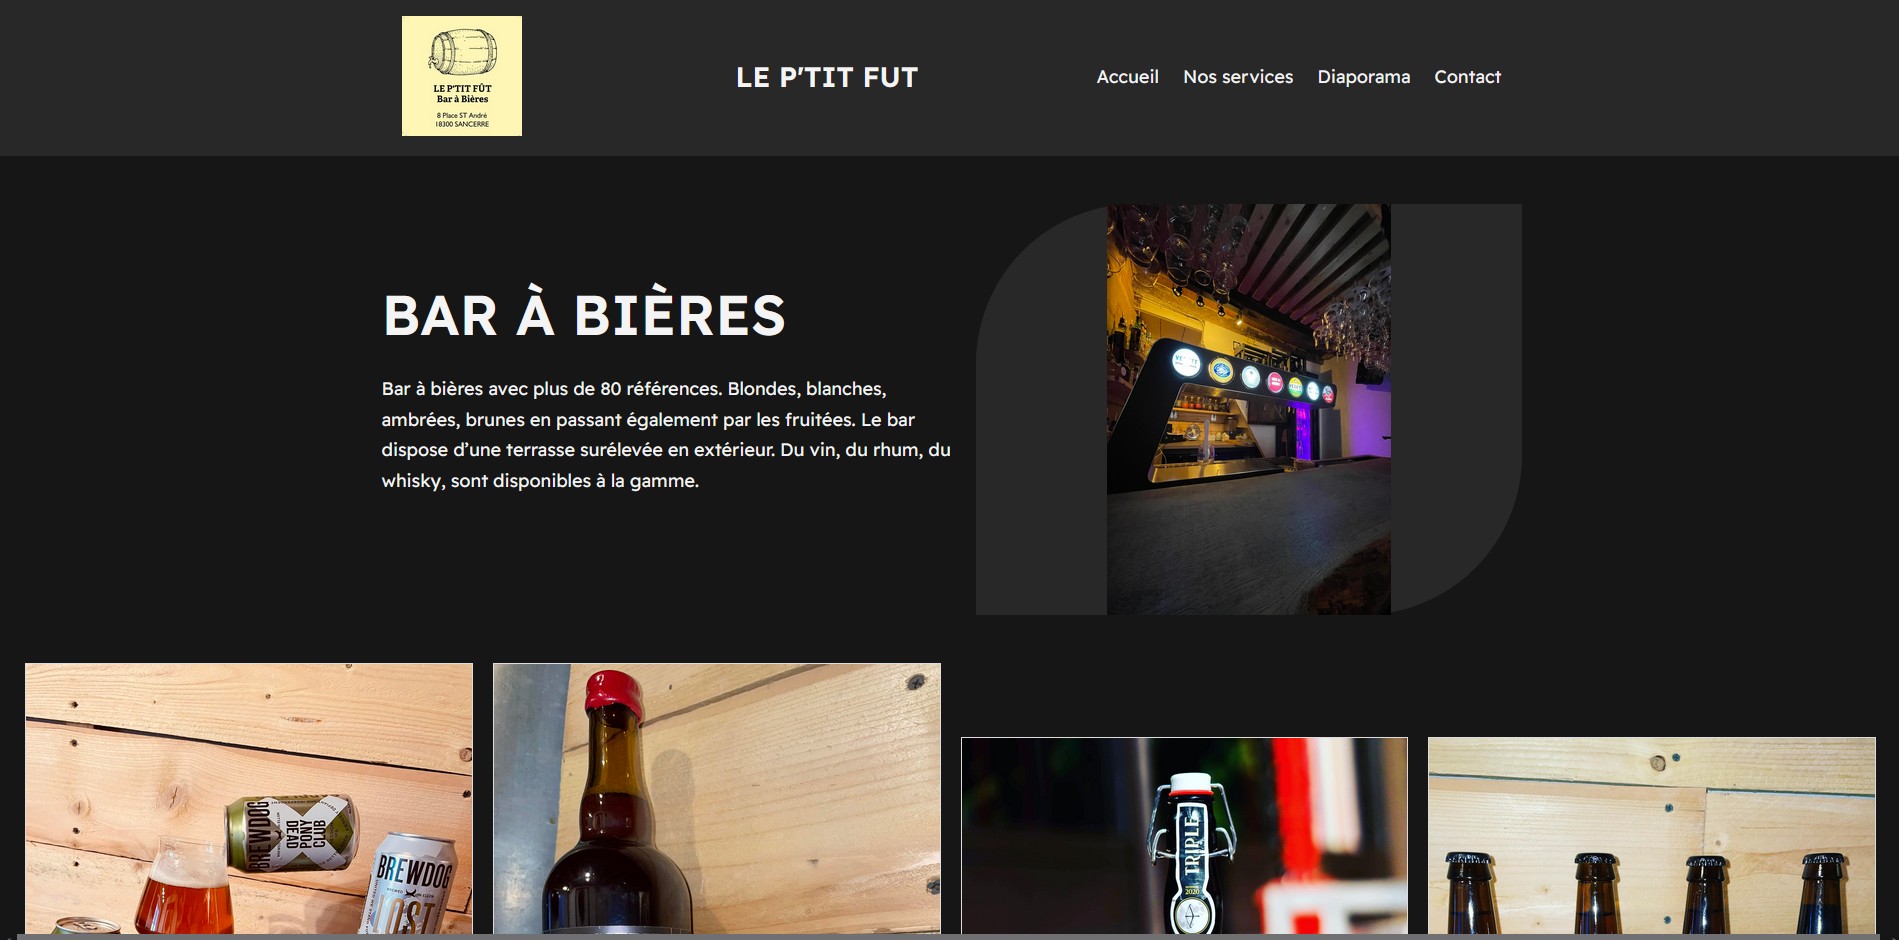 LE P'TIT FÛT
Bar à Bières
8 Place ST André
18300 SANCERRE
LE P'TIT FUT
Accueil Nos services Diaporama Contact
BAR À BIÈRES
Bar à bières avec plus de 80 références. Blondes, blanches,
ambrées, brunes en passant également par les fruitées. Le bar
dispose d’une terrasse surélevée en extérieur. Du vin, du rhum, du
whisky, sont disponibles à la gamme.
BREWDOG
DEAD
PONY
CLUB
BREWDOG
LOST
TRIPLE
2020